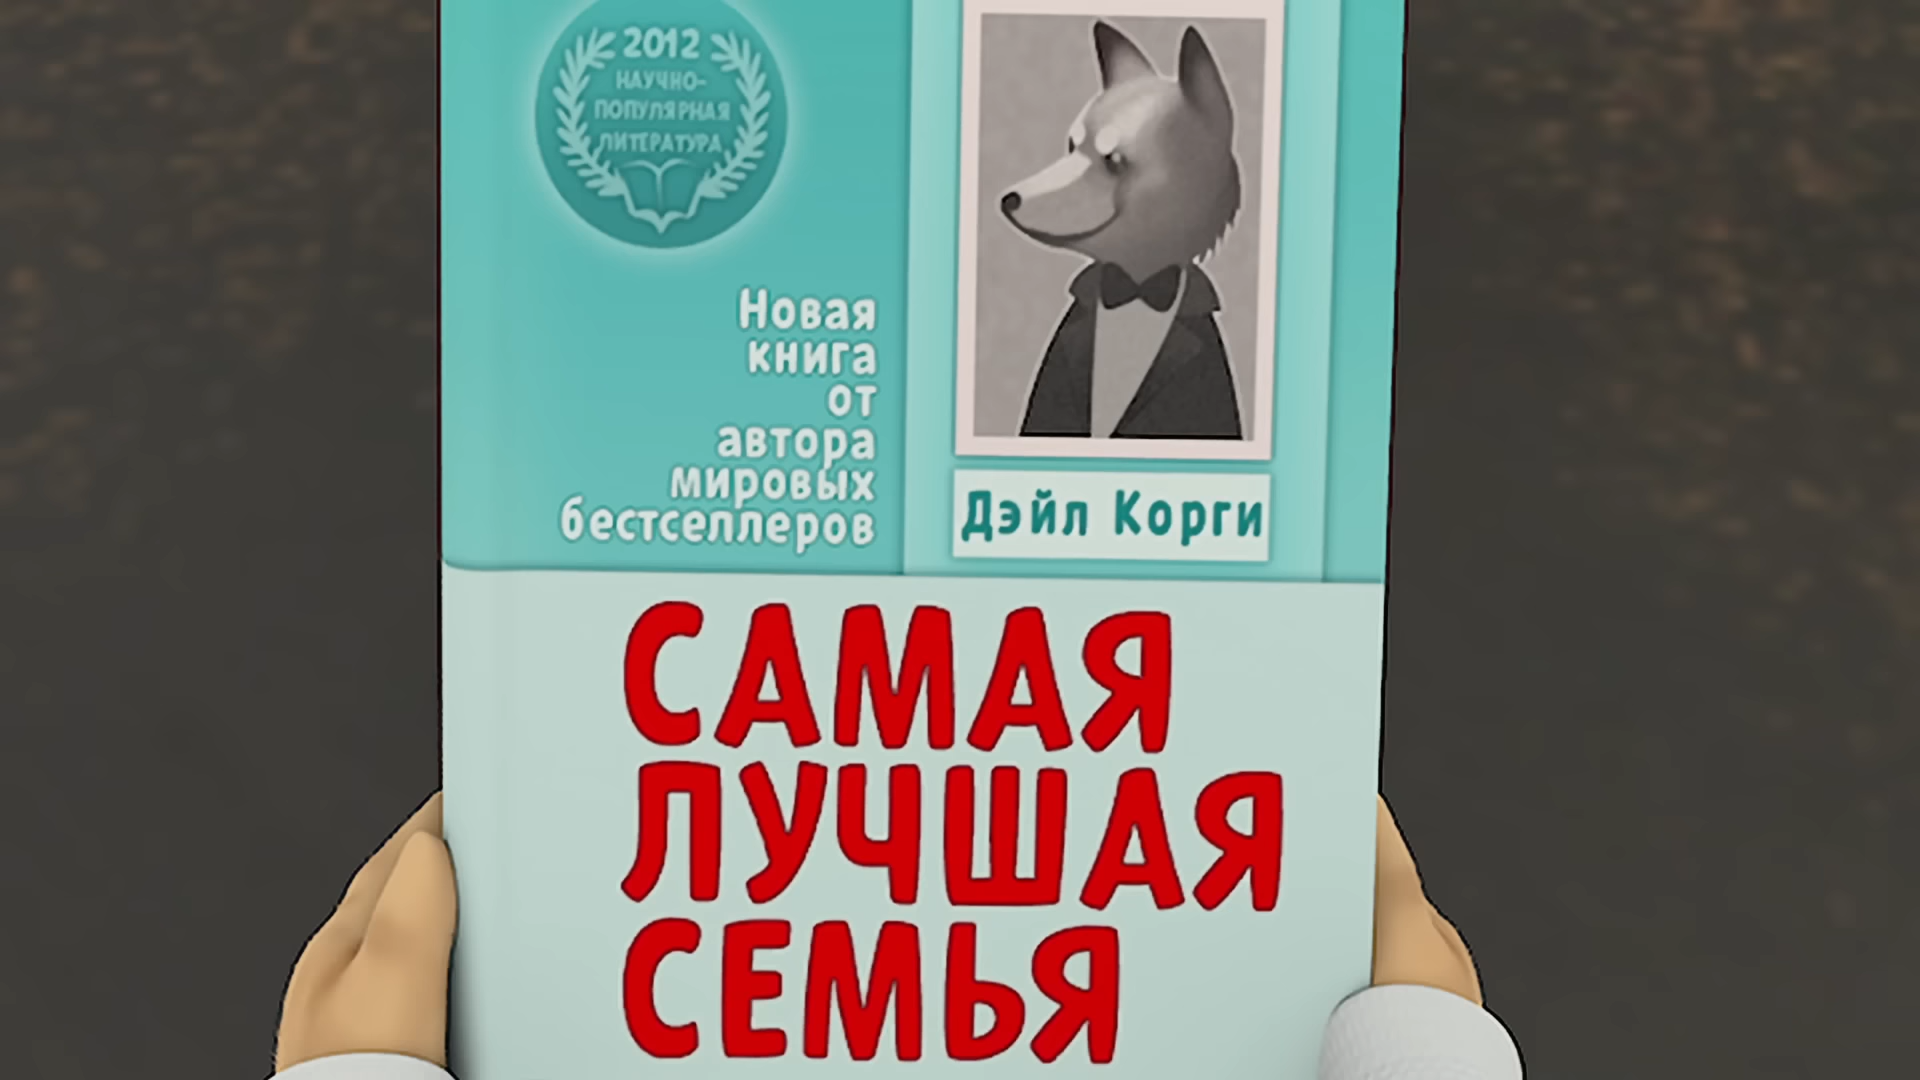 2012
НАУЧНО-
ПОПУЛЯРНАЯ
ЛИТЕРАТУРА
Новая
книга
от
автора
мировых
бестселлеров
Дэйл Корги
САМАЯ
ЛУЧШАЯ
СЕМЬЯ